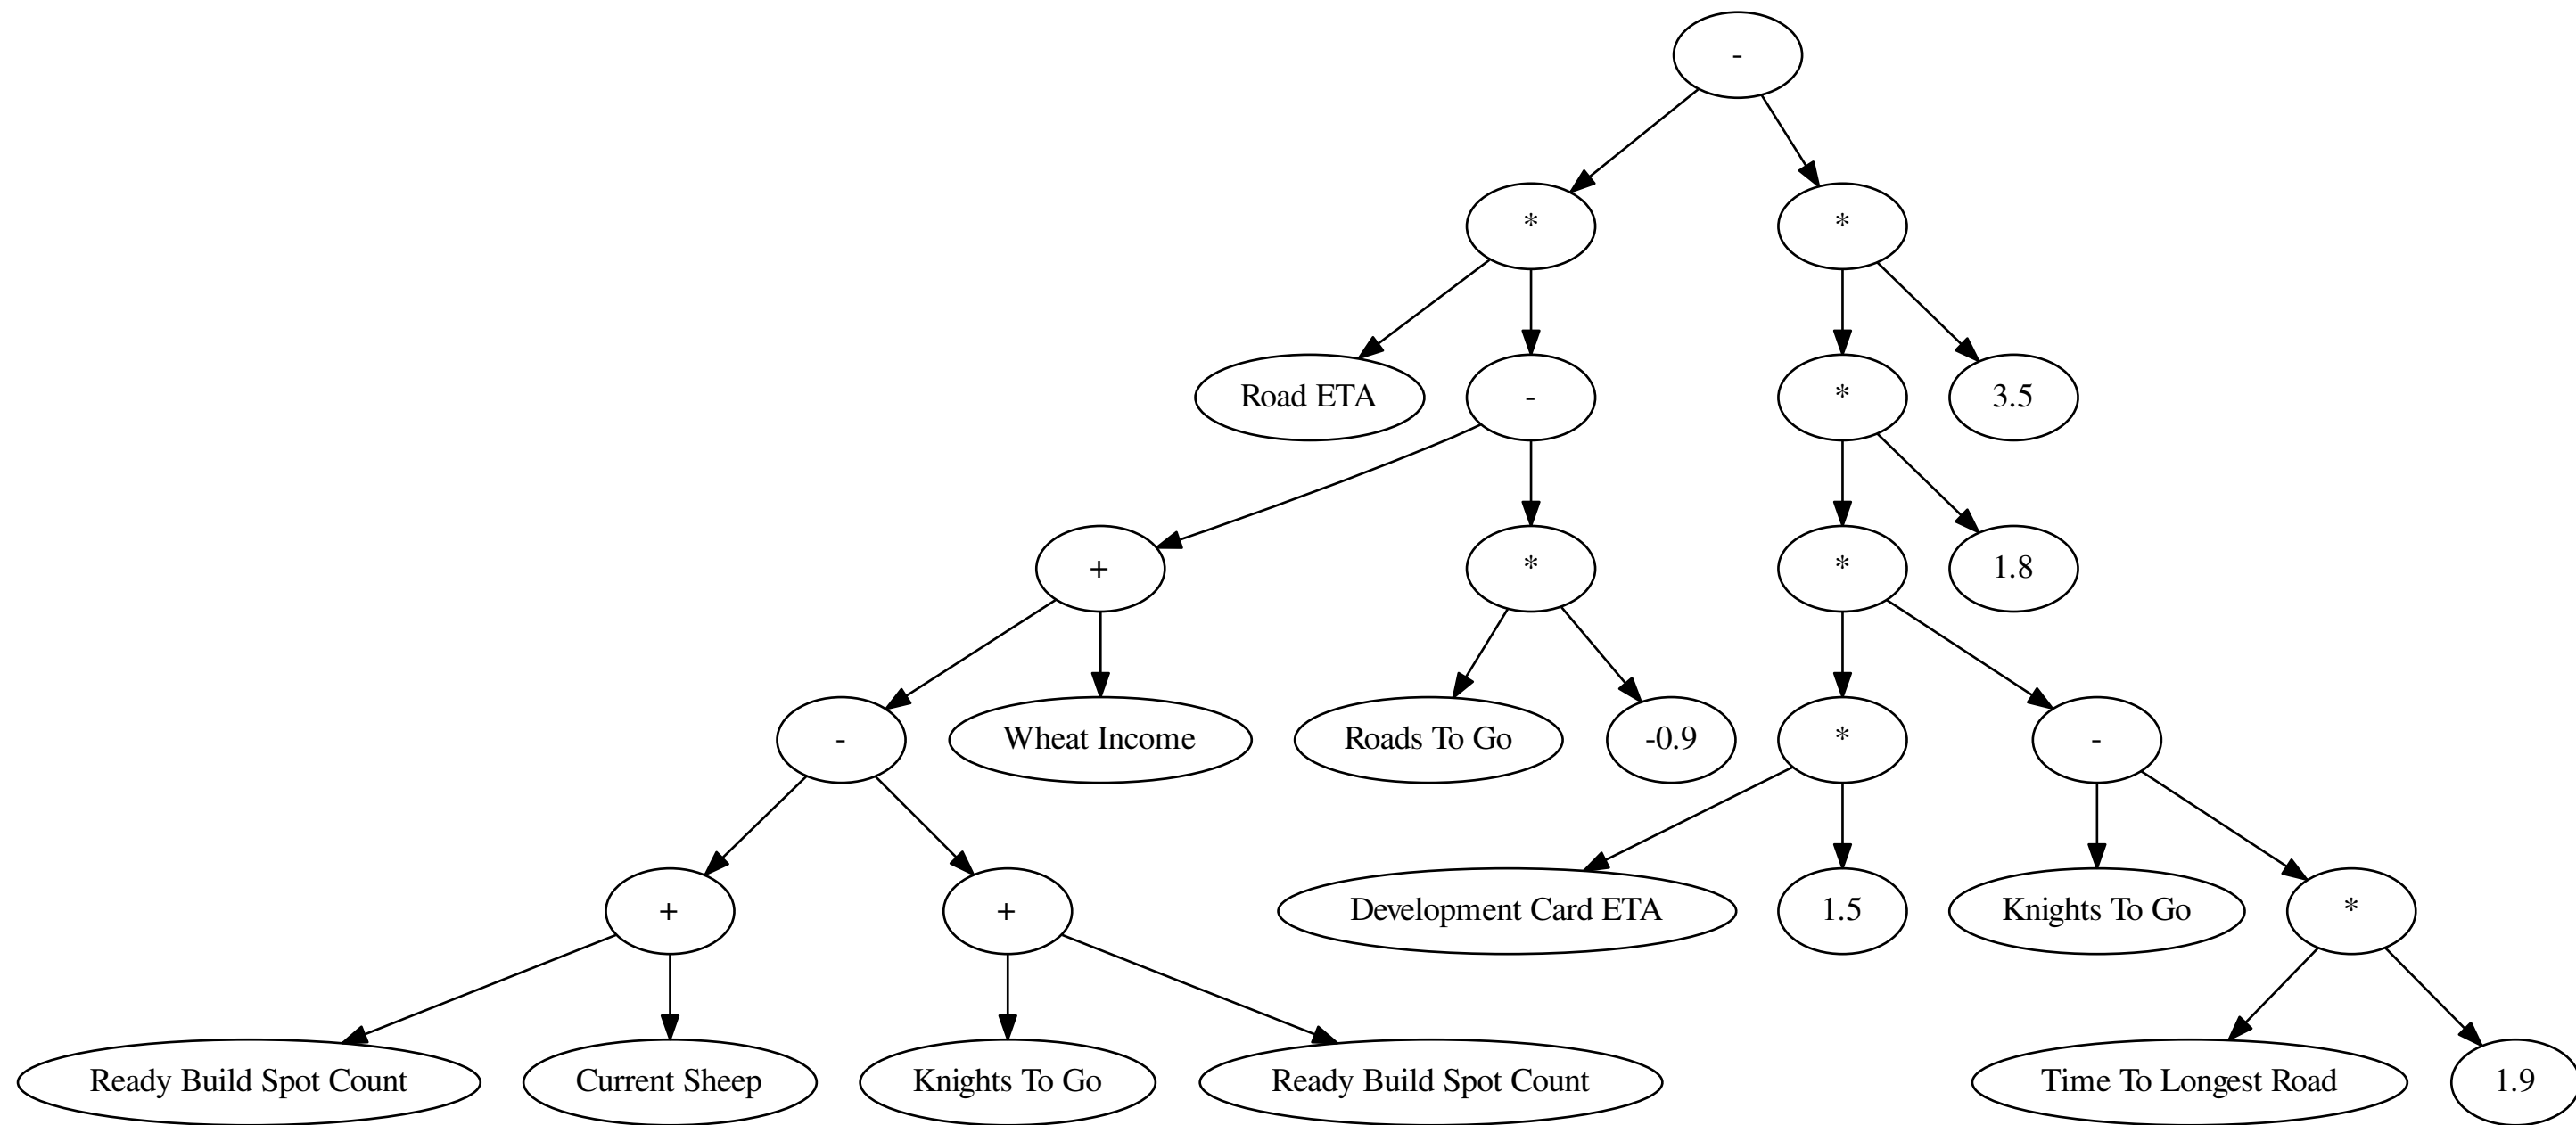 -
* *
Road ETA - * 3.5
+ * * 1.8
- Wheat Income Roads To Go -0.9 * -
+ + Development Card ETA 1.5 Knights To Go *
Ready Build Spot Count Current Sheep Knights To Go Ready Build Spot Count Time To Longest Road 1.9